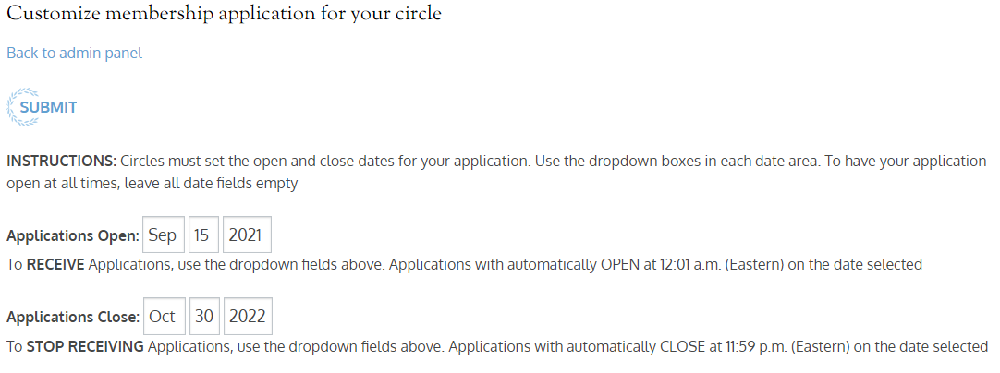 Customize membership application for your circle
Back to admin panel
SUBMIT
INSTRUCTIONS: Circles must set the open and close dates for your application. Use the dropdown boxes in each date area. To have your application
open at all times, leave all date fields empty
Applications Open: Sep 15 2021
To RECEIVE Applications, use the dropdown fields above. Applications with automatically OPEN at 12:01 a.m. (Eastern) on the date selected
Applications Close: Oct 30 2022
To STOP RECEIVING Applications, use the dropdown fields above. Applications with automatically CLOSE at 11:59 p.m. (Eastern) on the date selected